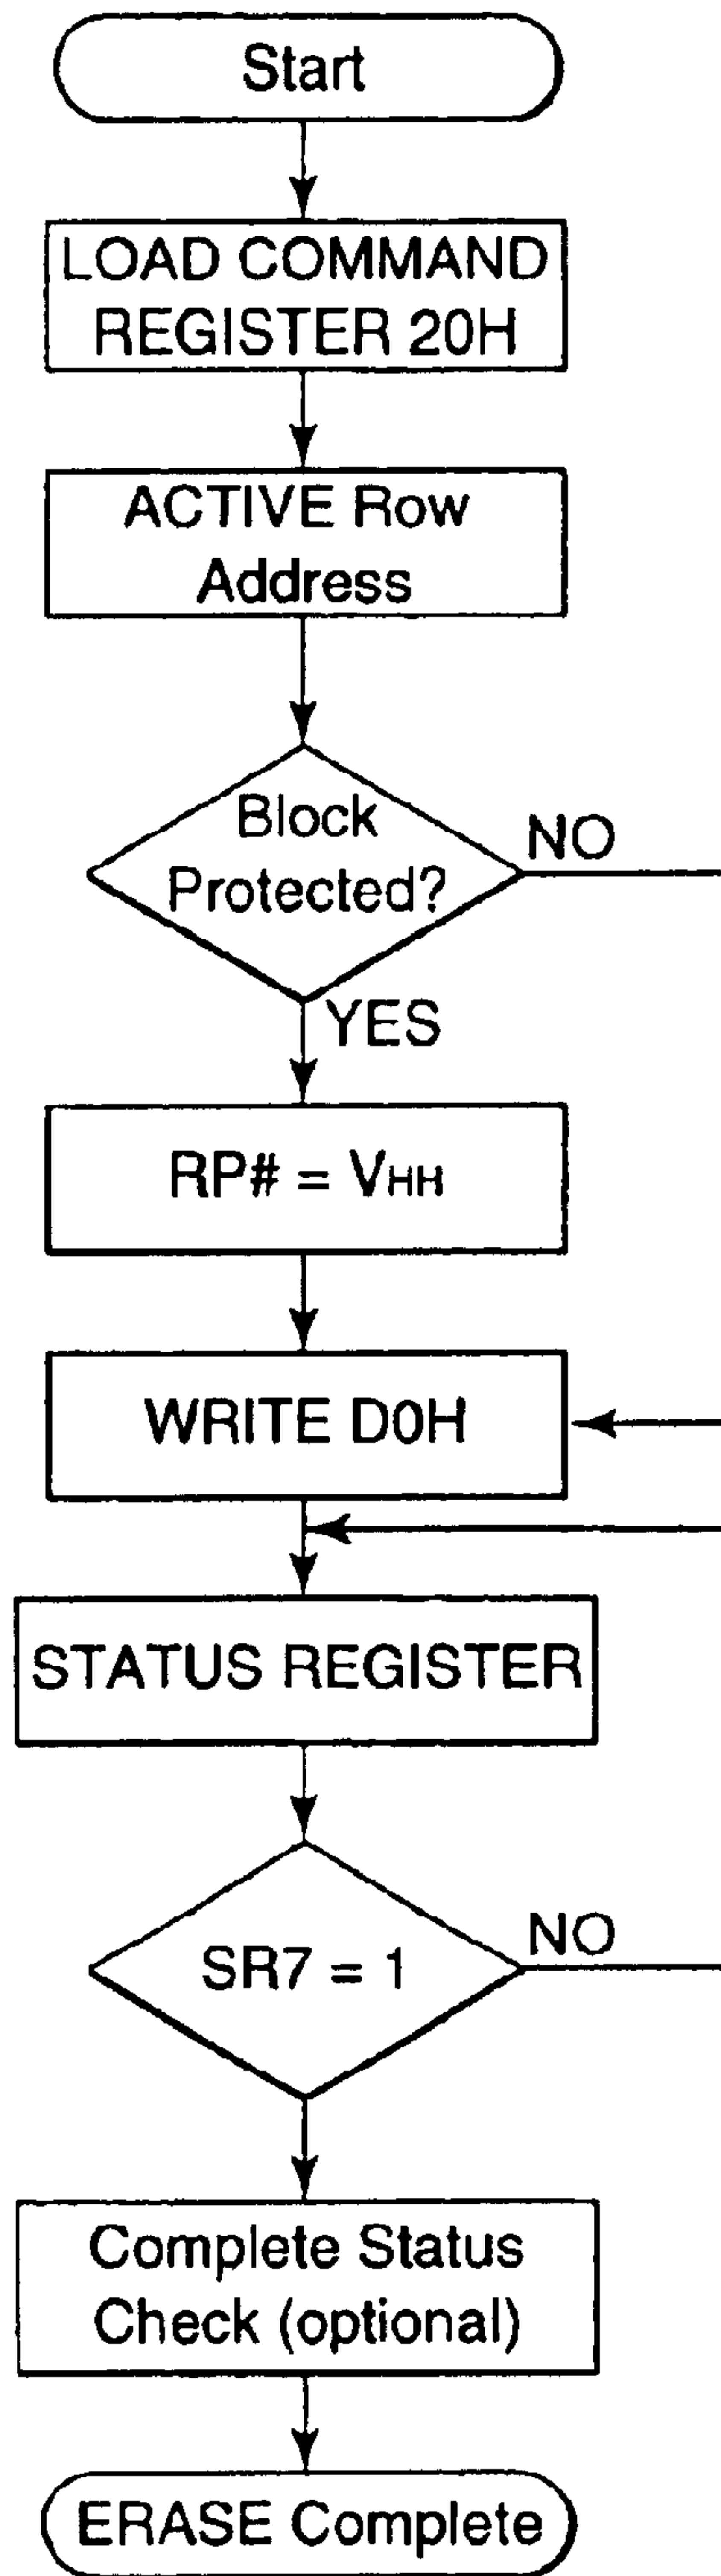 Start
LOAD COMMAND
REGISTER 20H
ACTIVE Row
Address
Block
Protected?
NO
YES
RP# = VHH
WRITE D0H
STATUS REGISTER
SR7 = 1
NO
Complete Status
Check (optional)
ERASE Complete